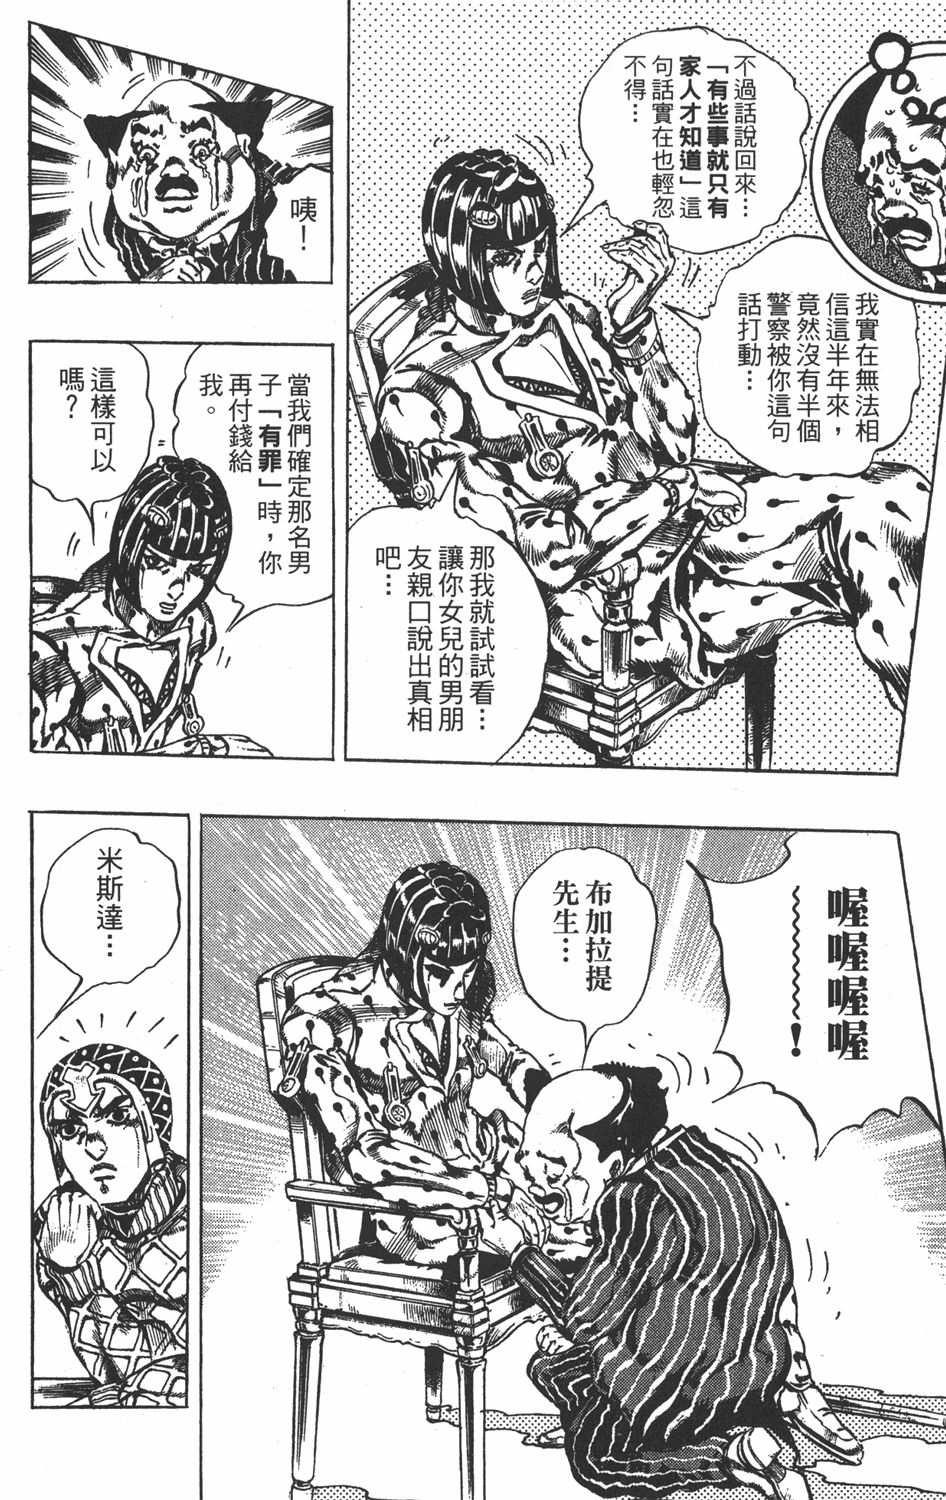 我實在無法相
信這半年來，
竟然沒有半個
警察被你這句
話打動…
不過話說回來…
「有些事就只有
家人才知道」這
句話實在也輕忽
不得…
那我就試試看…
讓你女兒的男朋
友親口說出真相
吧…
咦！
當我們確定那名男
子「有罪」時，你
再付錢給
我。
這樣可以
嗎？
喔喔喔喔
～～～～！
布加拉提
先生…
米斯達…